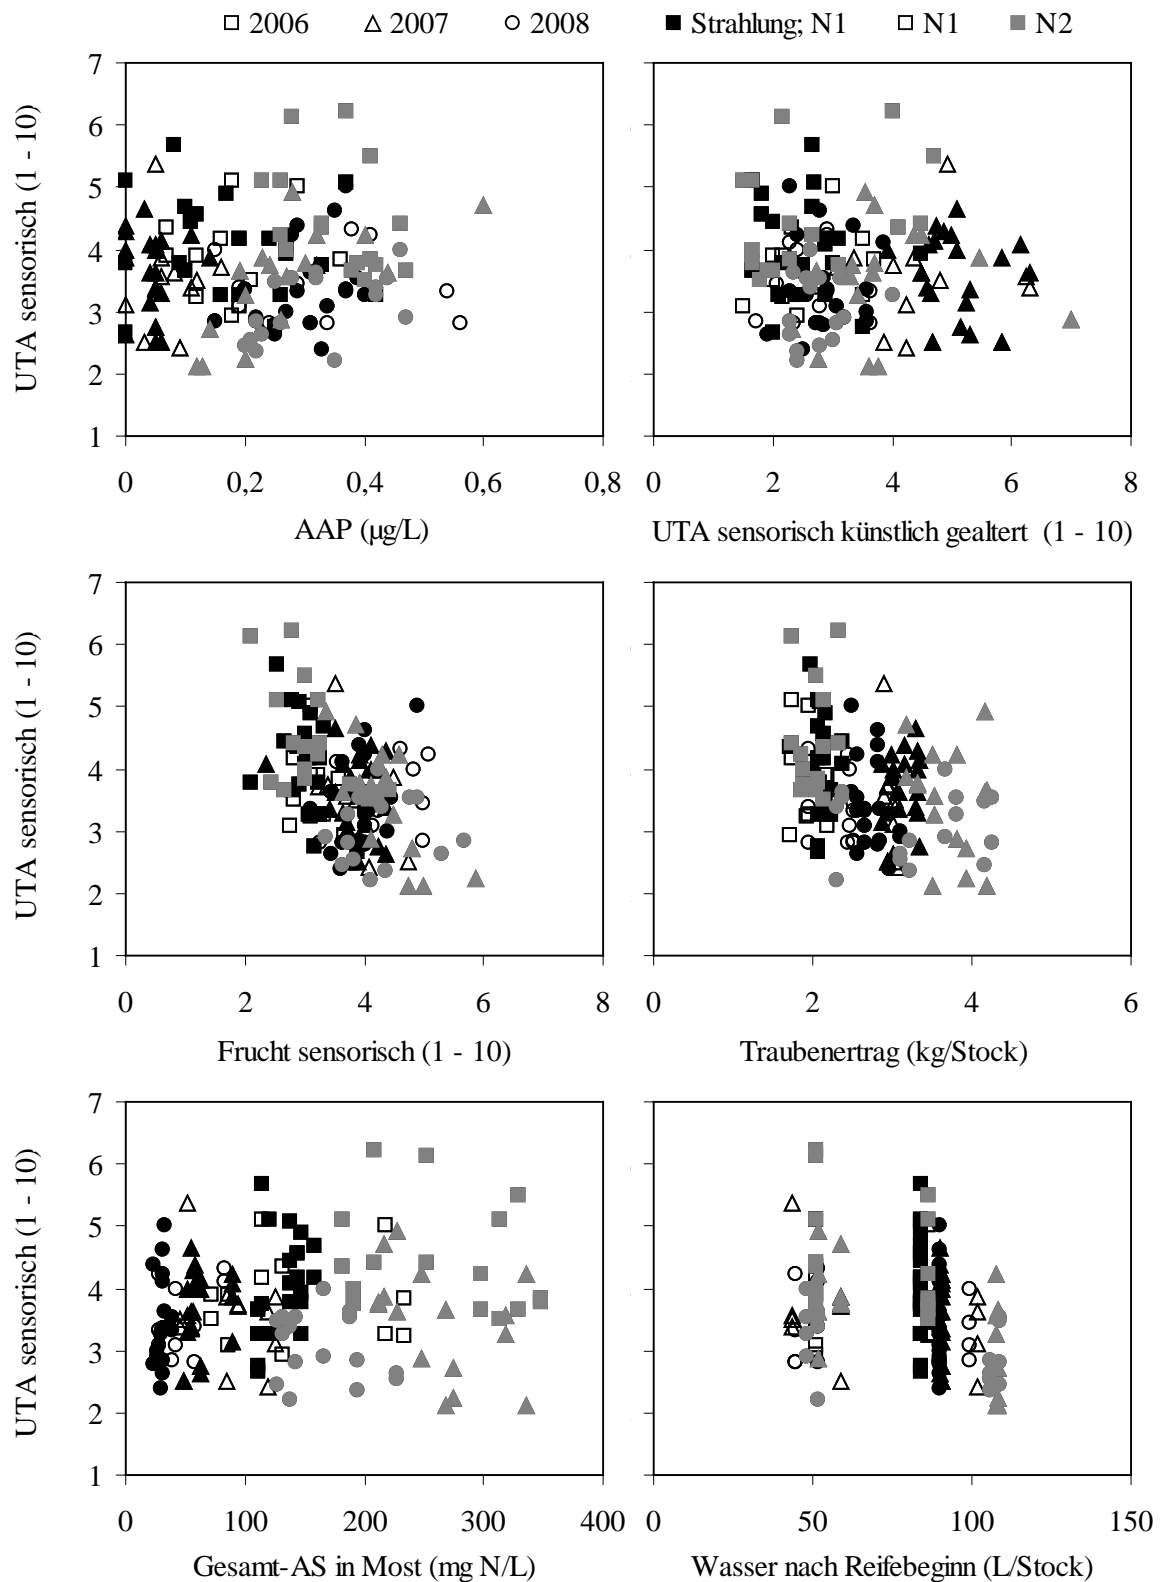 2006 2007 2008 Strahlung; N1 N1 N2
UTA sensorisch (1 - 10)
7
6
5
4
3
2
1
0 0,2 0,4 0,6 0,8
AAP (µg/L)
0 2 4 6 8
UTA sensorisch künstlich gealtert (1 - 10)
UTA sensorisch (1 - 10)
7
6
5
4
3
2
1
0 2 4 6 8
Frucht sensorisch (1 - 10)
0 2 4 6
Traubenertrag (kg/Stock)
UTA sensorisch (1 - 10)
7
6
5
4
3
2
1
0 100 200 300 400
Gesamt-AS in Most (mg N/L)
0 50 100 150
Wasser nach Reifebeginn (L/Stock)